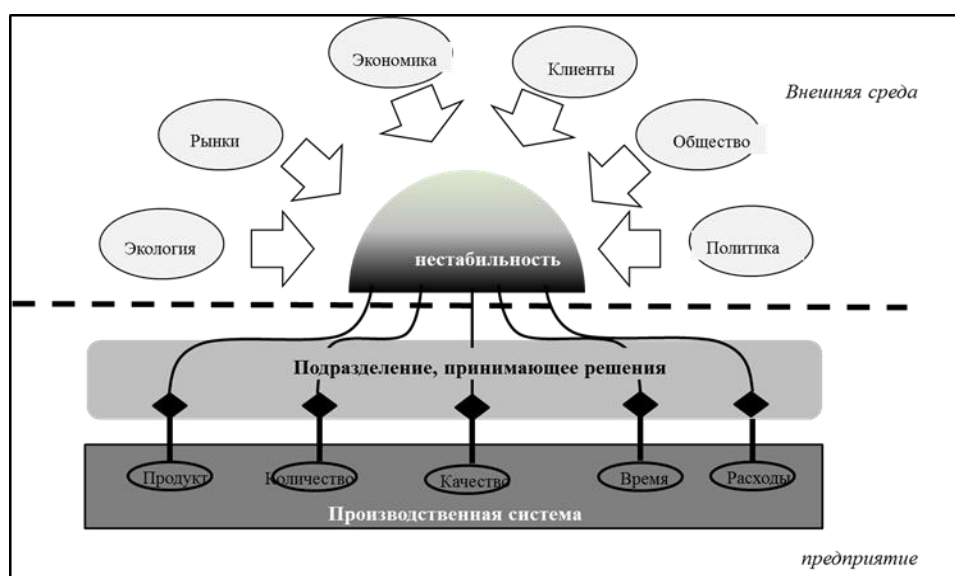 Экономика
Клиенты
Внешняя среда
Рынки
Общество
Экология
Политика
нестабильность
Подразделение, принимающее решения
Продукт
Количество
Качество
Время
Расходы
Производственная система
предприятие